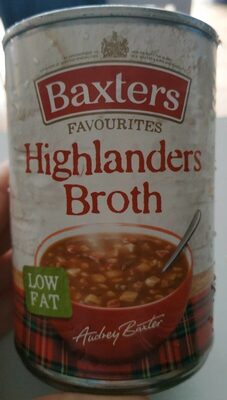 Baxters
FAVOURITES
Highlanders
Broth
LOW
FAT
Audrey Baxter